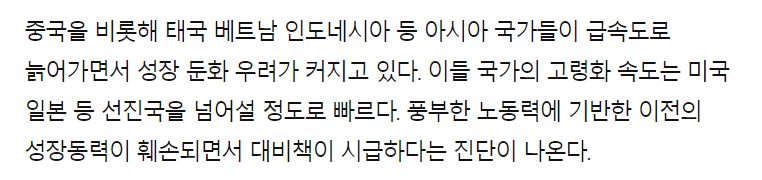 중국을 비롯해 태국 베트남 인도네시아 등 아시아 국가들이 급속도로
늙어가면서 성장 둔화 우려가 커지고 있다. 이들 국가의 고령화 속도는 미국
일본 등 선진국을 넘어설 정도로 빠르다. 풍부한 노동력에 기반한 이전의
성장동력이 훼손되면서 대비책이 시급하다는 진단이 나온다.